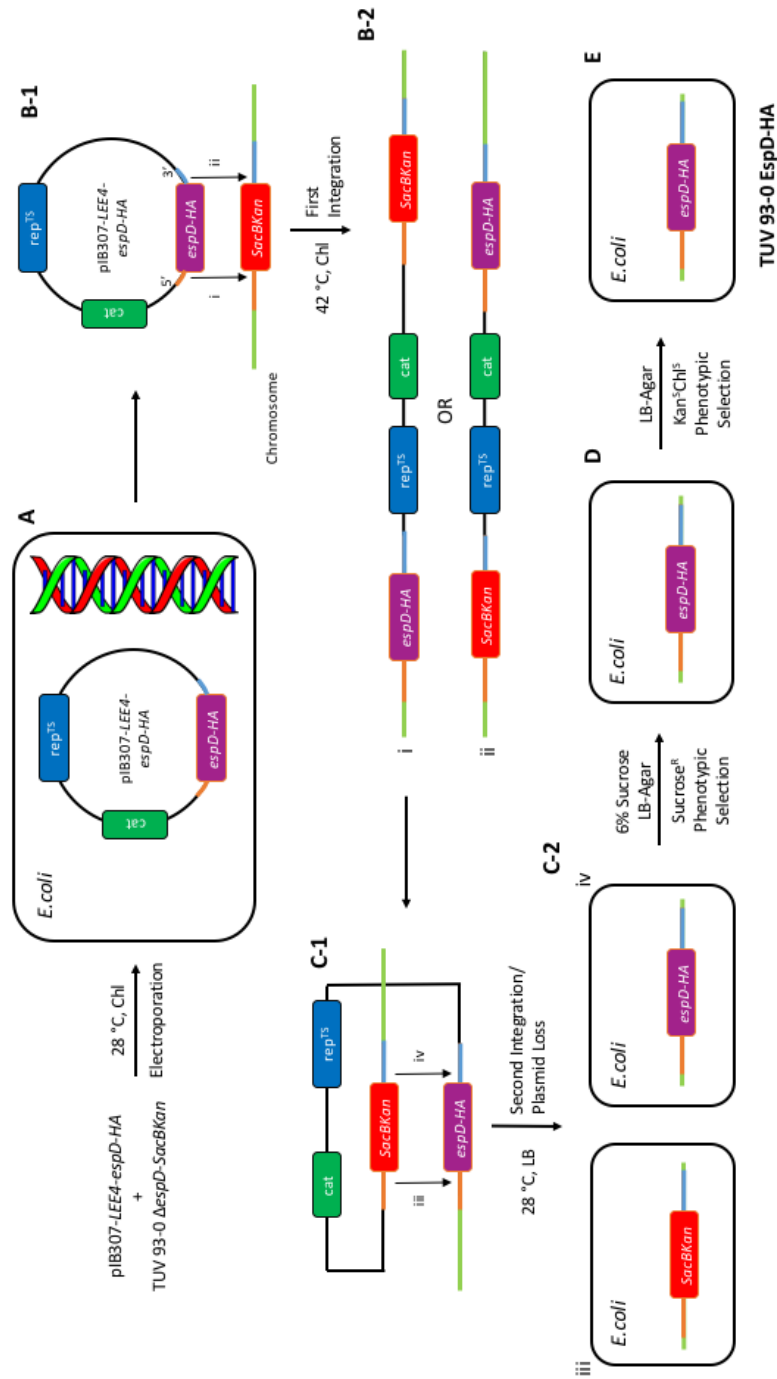 pIB307-LEE4-espD-HA
+
TUV 93-0 ΔespD-SacBKan
28 °C, Chl
Electroporation
A
E.coli
rep^TS
cat
pIB307-LEE4-
espD-HA
espD-HA
B-1
rep^TS
cat
pIB307-LEE4-
espD-HA
5'
3'
espD-HA
i
ii
SacBKan
Chromosome
42 °C, Chl
First
Integration
B-2
i
espD-HA
rep^TS
cat
SacBKan
OR
ii
SacBKan
rep^TS
cat
espD-HA
C-1
cat
rep^TS
SacBKan
iii
iv
espD-HA
28 °C, LB
Second Integration/
Plasmid Loss
C-2
iii
E.coli
SacBKan
iv
E.coli
espD-HA
6% Sucrose
LB-Agar
Sucrose^R
Phenotypic
Selection
D
E.coli
espD-HA
LB-Agar
Kan^SChl^S
Phenotypic
Selection
E
E.coli
espD-HA
TUV 93-0 EspD-HA